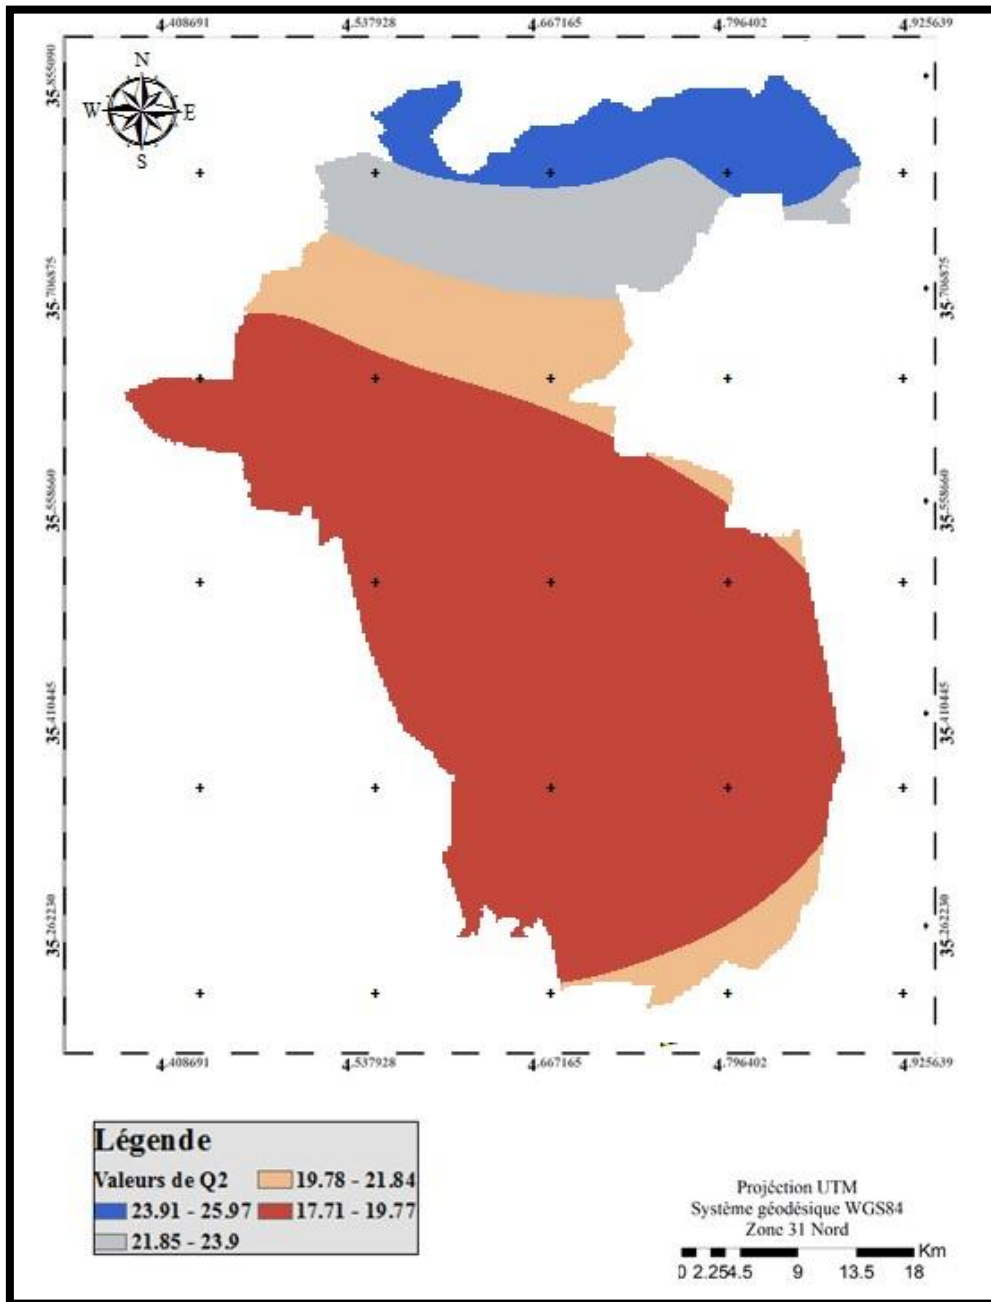 4.408691 4.537928 4.667165 4.796402 4.925639
N
W E
S
35.855090
35.706875 35.706875
35.558660 35.558660
35.410445 35.410445
35.262230 35.262230
4.408691 4.537928 4.667165 4.796402 4.925639
Légende
Valeurs de Q2 19.78 - 21.84
23.91 - 25.97 17.71 - 19.77
21.85 - 23.9
Projéction UTM
Système géodésique WGS84
Zone 31 Nord
Km
0 2.254.5 9 13.5 18